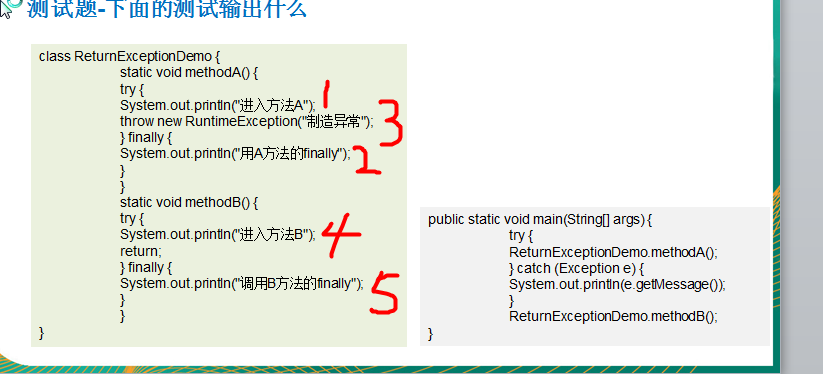 测试题-下面的测试输出什么
class ReturnExceptionDemo {
static void methodA() {
try {
System.out.println("进入方法A"); 1
throw new RuntimeException("制造异常"); 3
} finally {
System.out.println("用A方法的finally"); 2
}
}
static void methodB() {
try {
System.out.println("进入方法B"); 4
return;
} finally {
System.out.println("调用B方法的finally"); 5
}
}
}
public static void main(String[] args) {
try {
ReturnExceptionDemo.methodA();
} catch (Exception e) {
System.out.println(e.getMessage());
}
ReturnExceptionDemo.methodB();
}